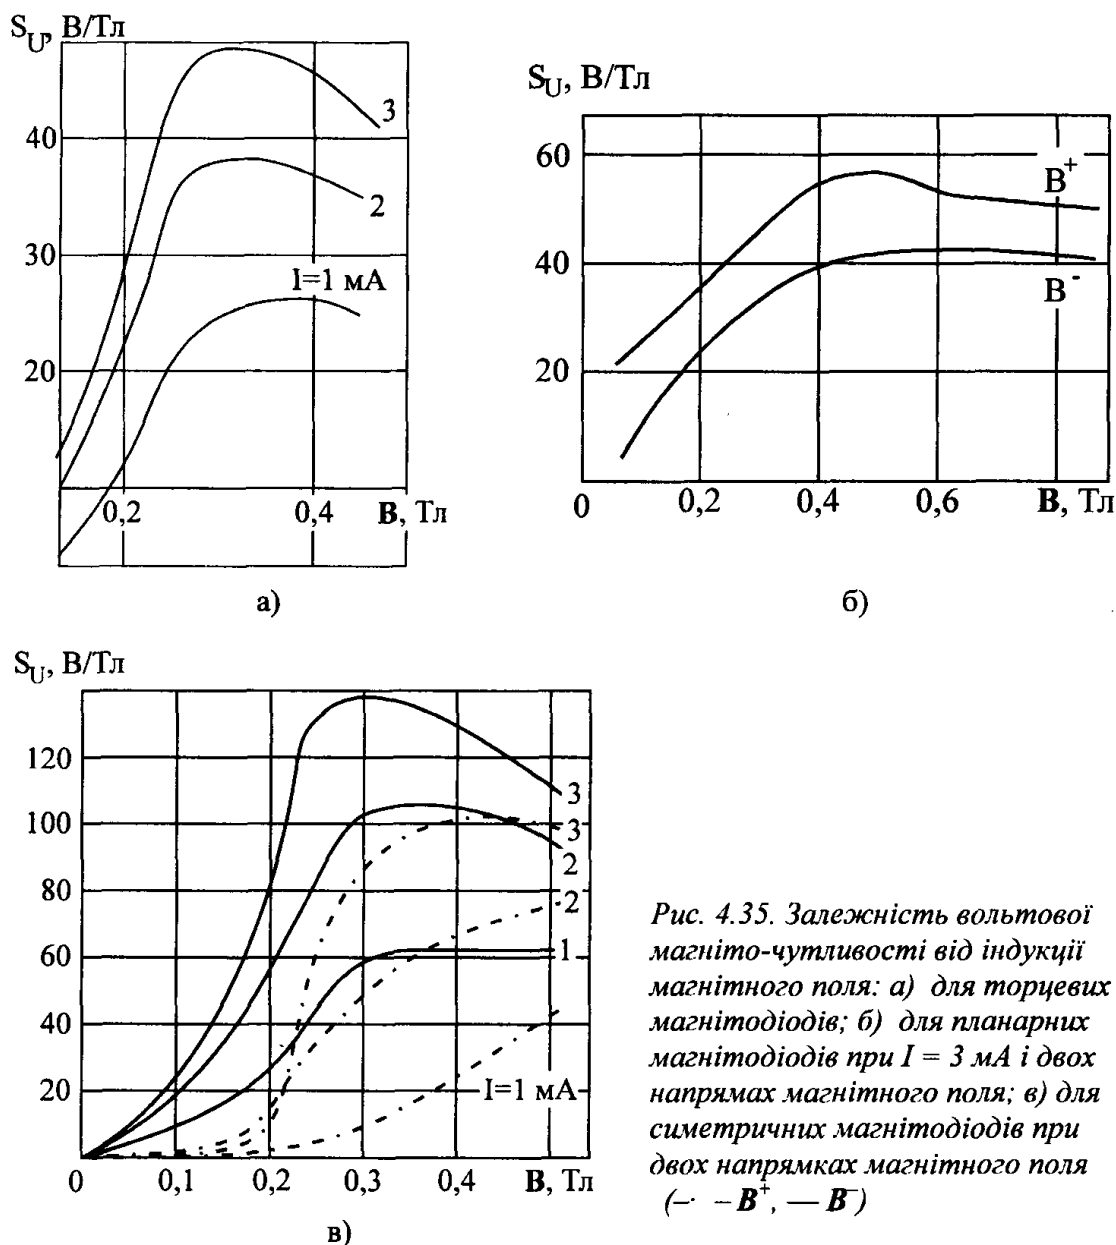 S_U, В/Тл
40
30
20
3
2
I=1 мА
0,2
0,4
В, Тл
а)
S_U, В/Тл
60
40
20
B⁺
B⁻
0
0,2
0,4
0,6
В, Тл
б)
S_U, В/Тл
120
100
80
60
40
20
3
3
2
2
1
I=1 мА
0
0,1
0,2
0,3
0,4
В, Тл
в)
Рис. 4.35. Залежність вольтової
магніто-чутливості від індукції
магнітного поля: а) для торцевих
магнітодіодів; б) для планарних
магнітодіодів при I = 3 мА і двох
напрямах магнітного поля; в) для
симетричних магнітодіодів при
двох напрямках магнітного поля
(–· – B⁺, — B⁻)